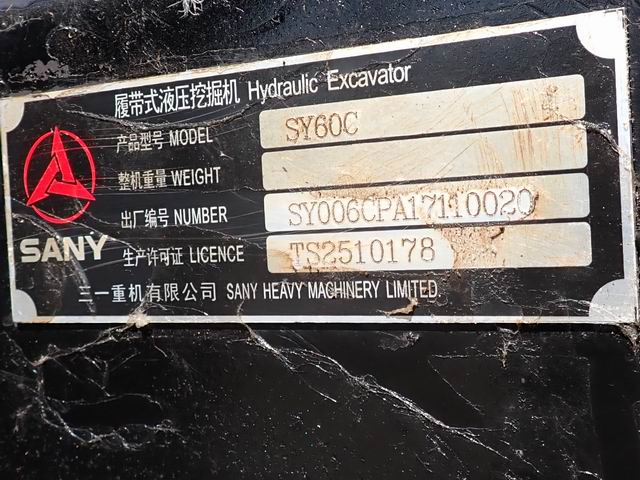 履带式液压挖掘机 Hydraulic Excavator
产品型号 MODEL SY60C
整机重量 WEIGHT
出厂编号 NUMBER SY006CPA17110020
SANY
生产许可证 LICENCE TS2510178
三一重机有限公司 SANY HEAVY MACHINERY LIMITED